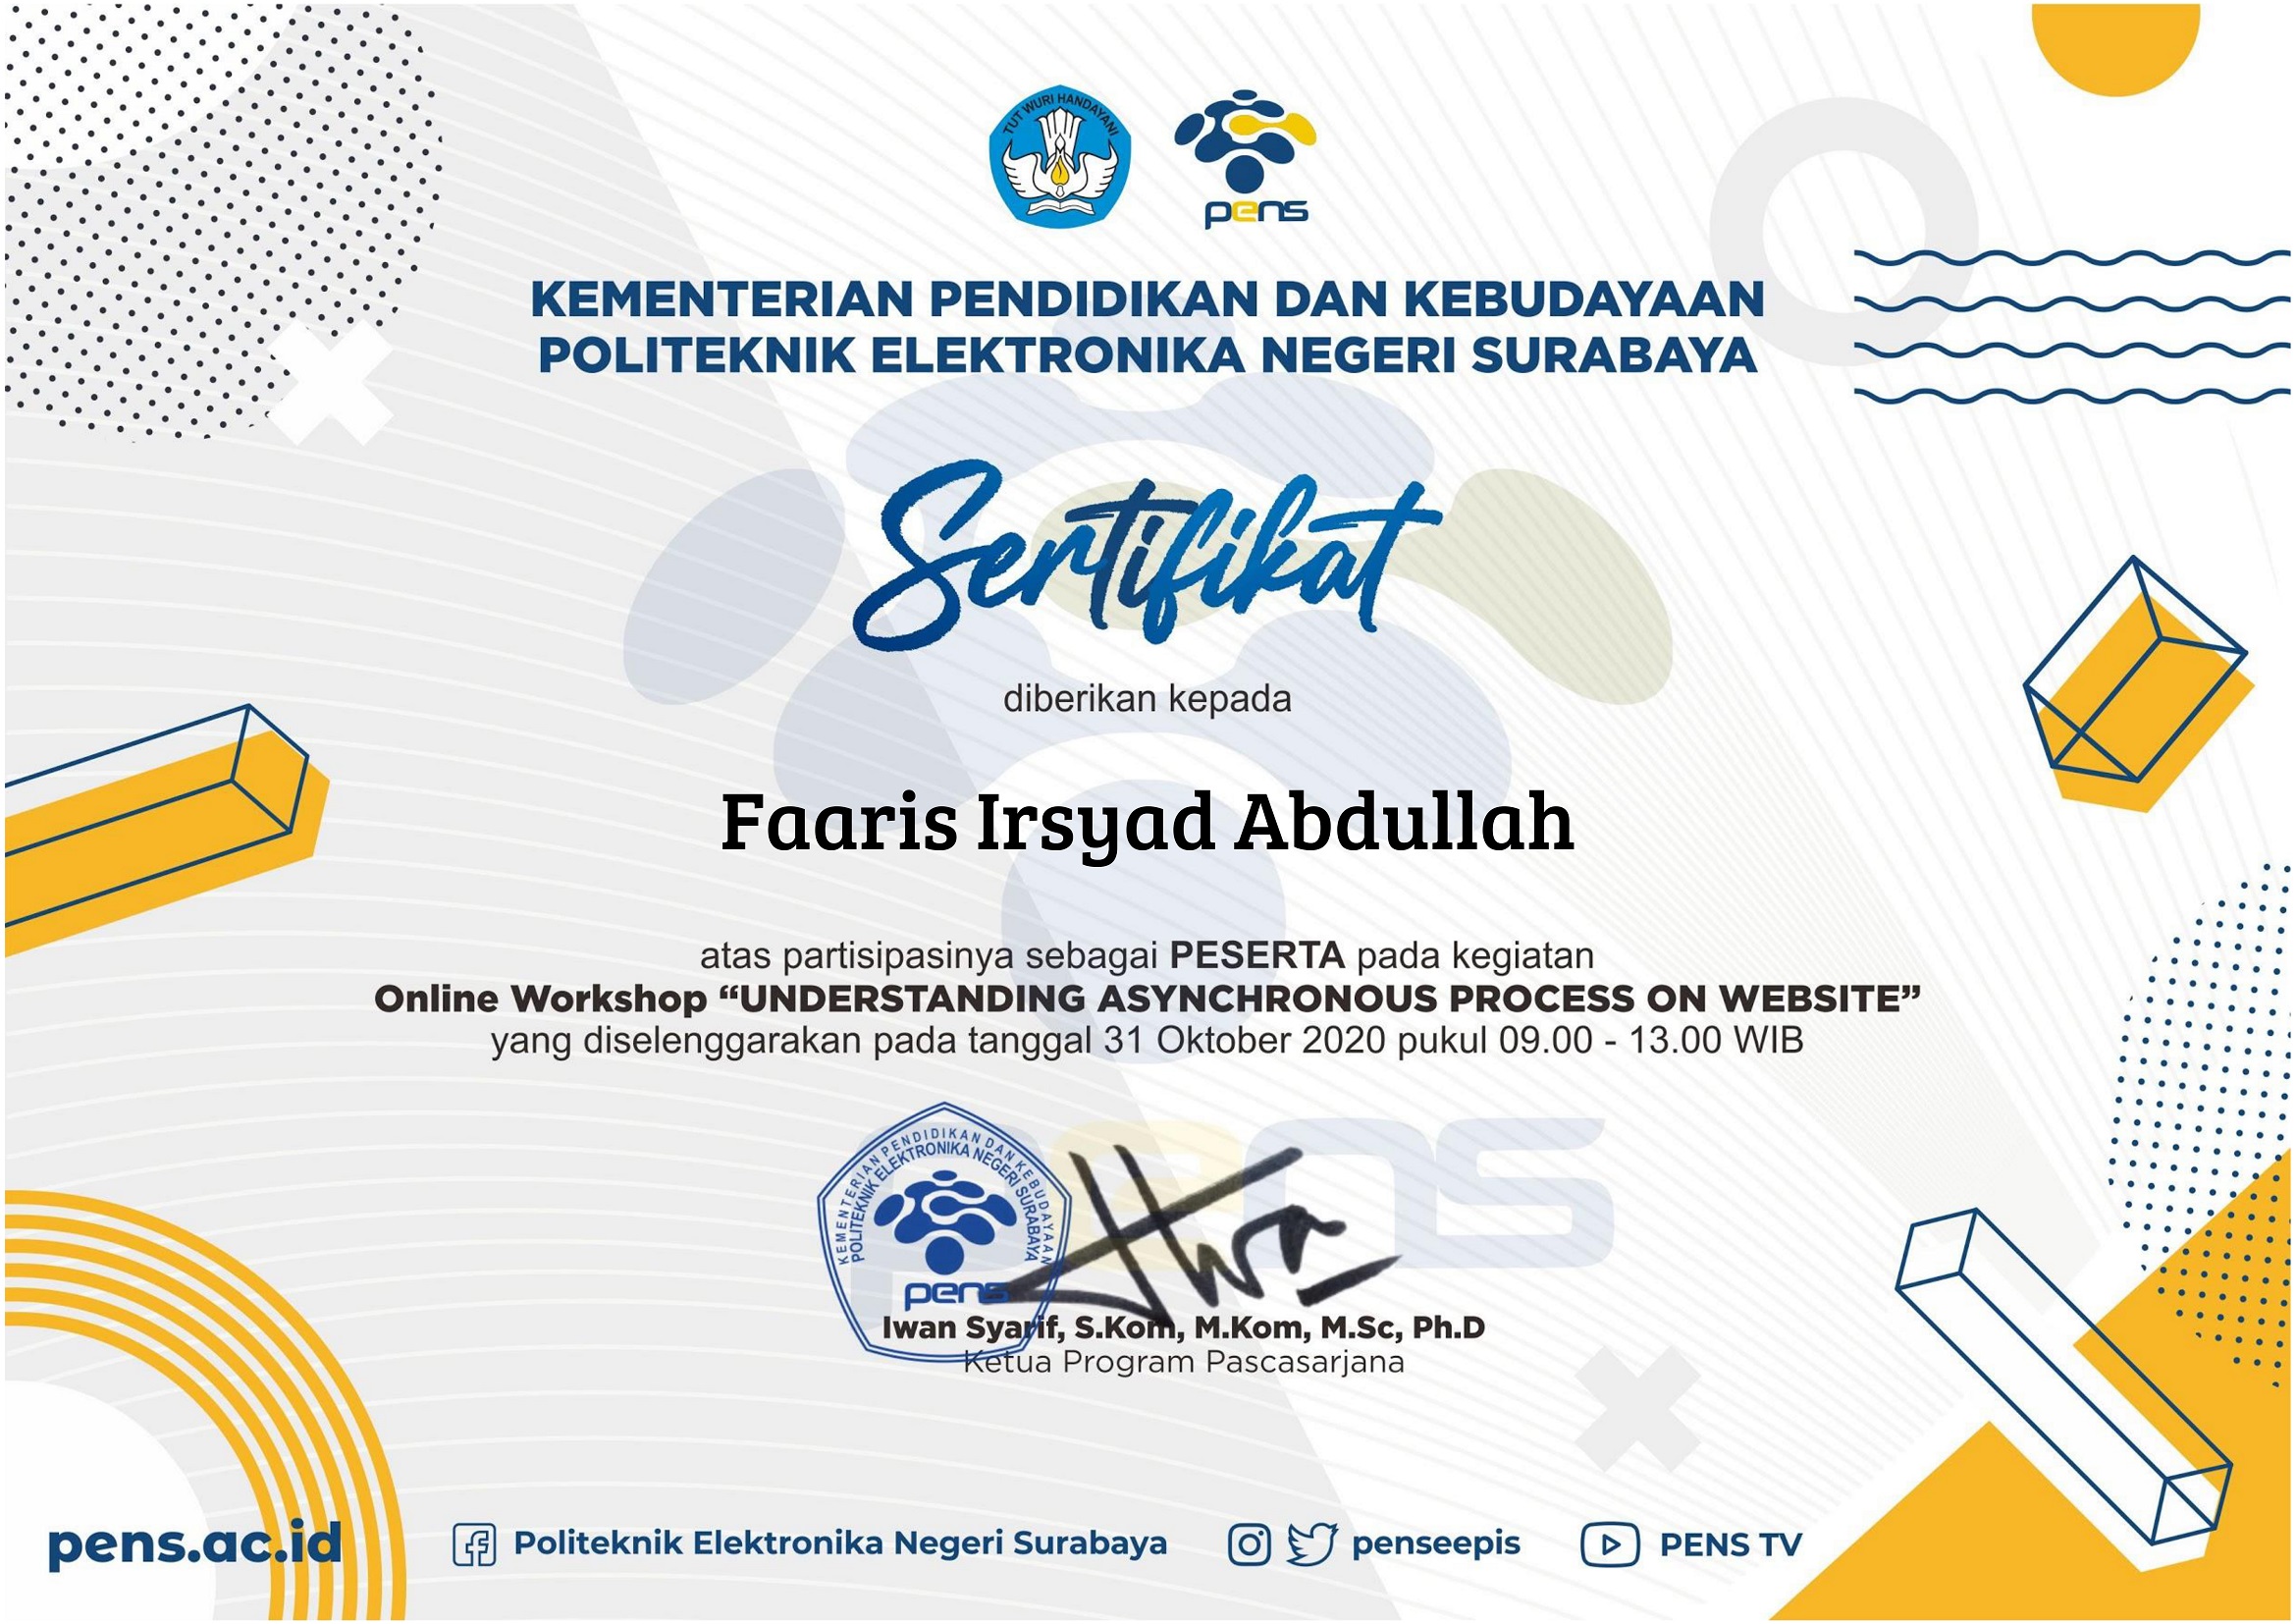 TUT WURI HANDAYANI
pens
KEMENTERIAN PENDIDIKAN DAN KEBUDAYAAN
POLITEKNIK ELEKTRONIKA NEGERI SURABAYA
Sertifikat
diberikan kepada
Faaris Irsyad Abdullah
atas partisipasinya sebagai PESERTA pada kegiatan
Online Workshop “UNDERSTANDING ASYNCHRONOUS PROCESS ON WEBSITE”
yang diselenggarakan pada tanggal 31 Oktober 2020 pukul 09.00 - 13.00 WIB
pens
KEMENTERIAN PENDIDIKAN DAN KEBUDAYAAN
POLITEKNIK ELEKTRONIKA NEGERI SURABAYA
pens
Iwan Syarif, S.Kom, M.Kom, M.Sc, Ph.D
Ketua Program Pascasarjana
pens.ac.id
Politeknik Elektronika Negeri Surabaya
penseepis
PENS TV